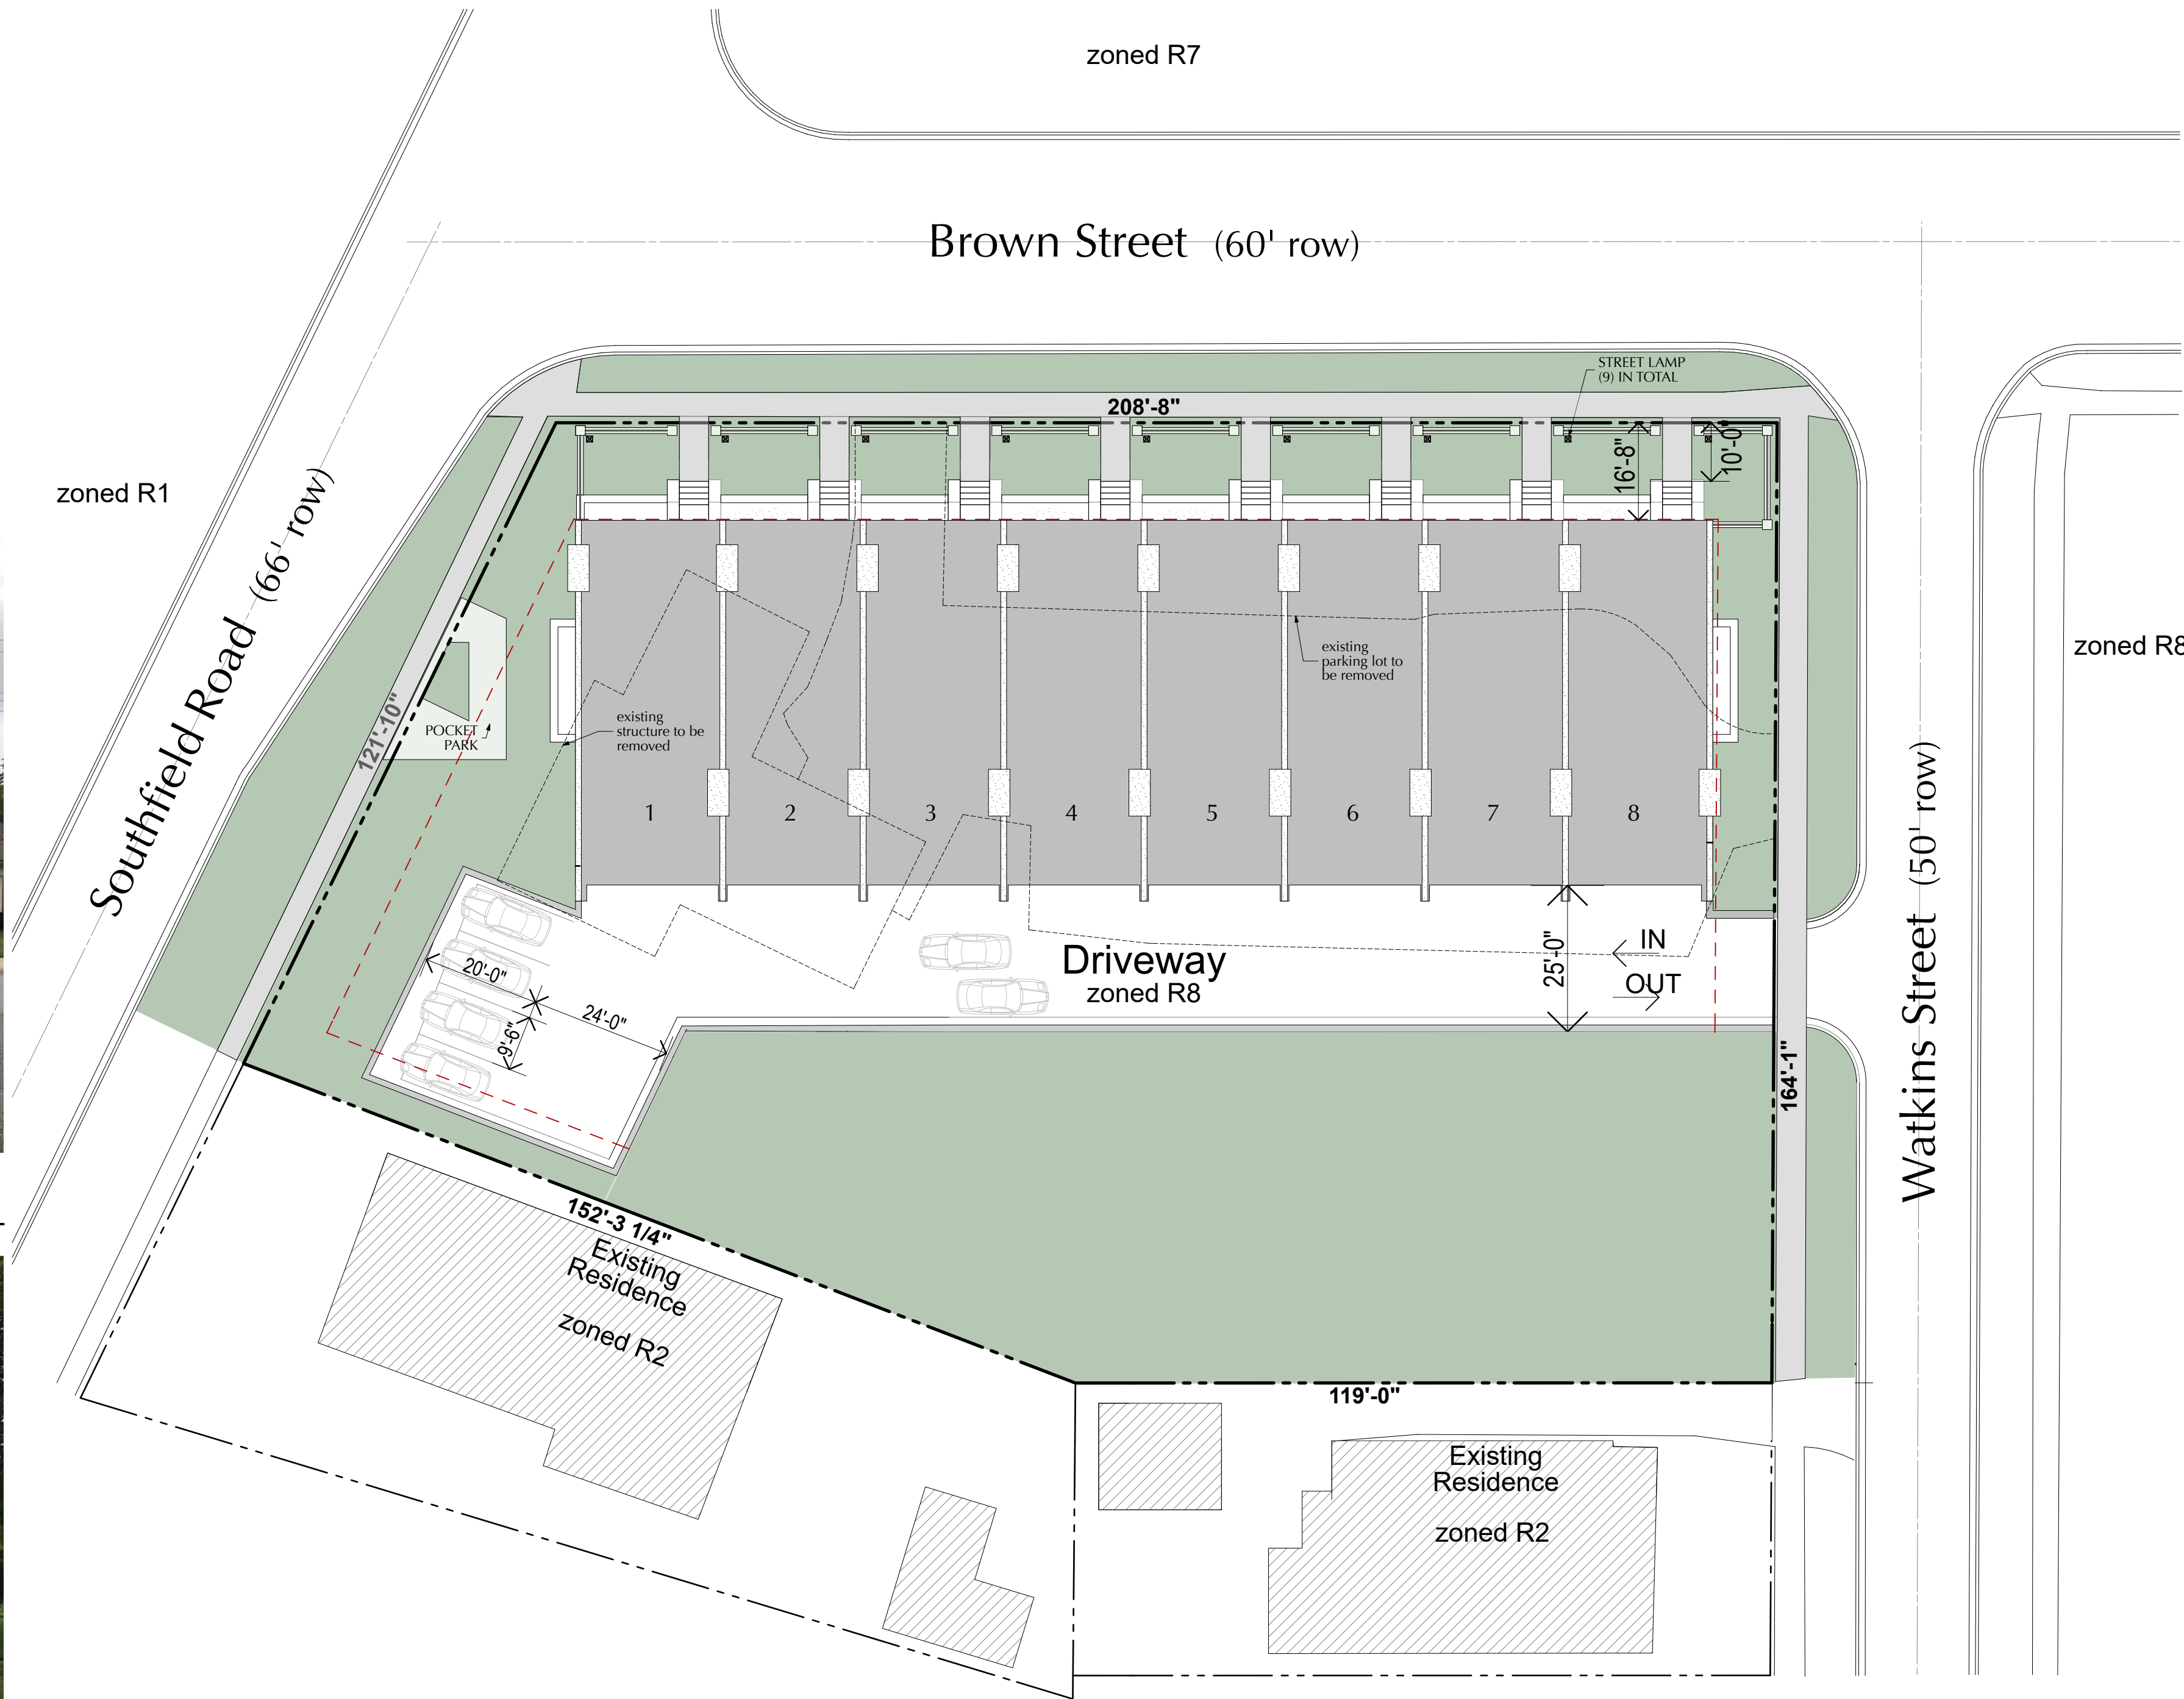 zoned R7
Brown Street (60' row)
STREET LAMP
(9) IN TOTAL
208'-8"
16'-8"
10'-0"
zoned R1
Southfield Road (66' row)
121'-10"
POCKET
PARK
existing
structure to be
removed
existing
parking lot to
be removed
zoned R8
1
2
3
4
5
6
7
8
20'-0"
24'-0"
9'-6"
Driveway
zoned R8
25'-0"
IN
OUT
Watkins Street (50' row)
164'-1"
152'-3 1/4"
Existing
Residence
zoned R2
119'-0"
Existing
Residence
zoned R2